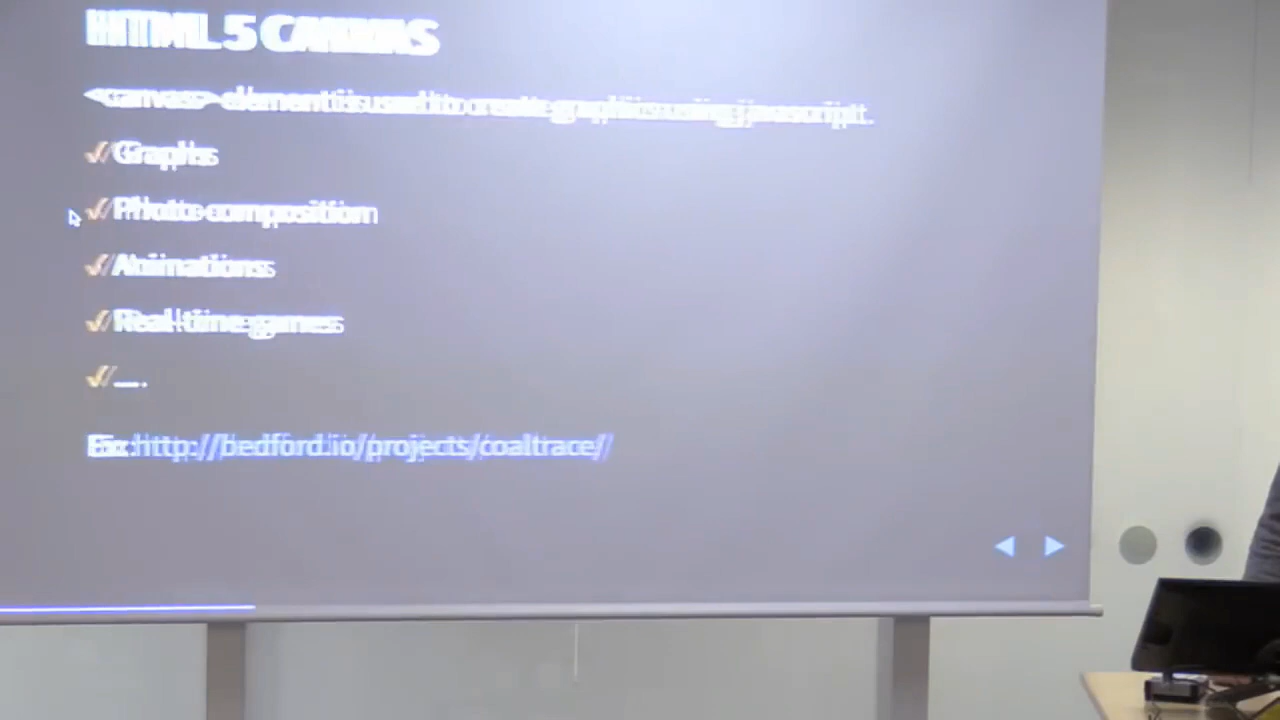 HTML5 CANVAS
<canvas> element is used to create graphics using javascript.
✓ Graphs
✓ Photo composition
✓ Animations
✓ Real-time games
✓ ....
Ex: http://bedford.io/projects/coaltrace/